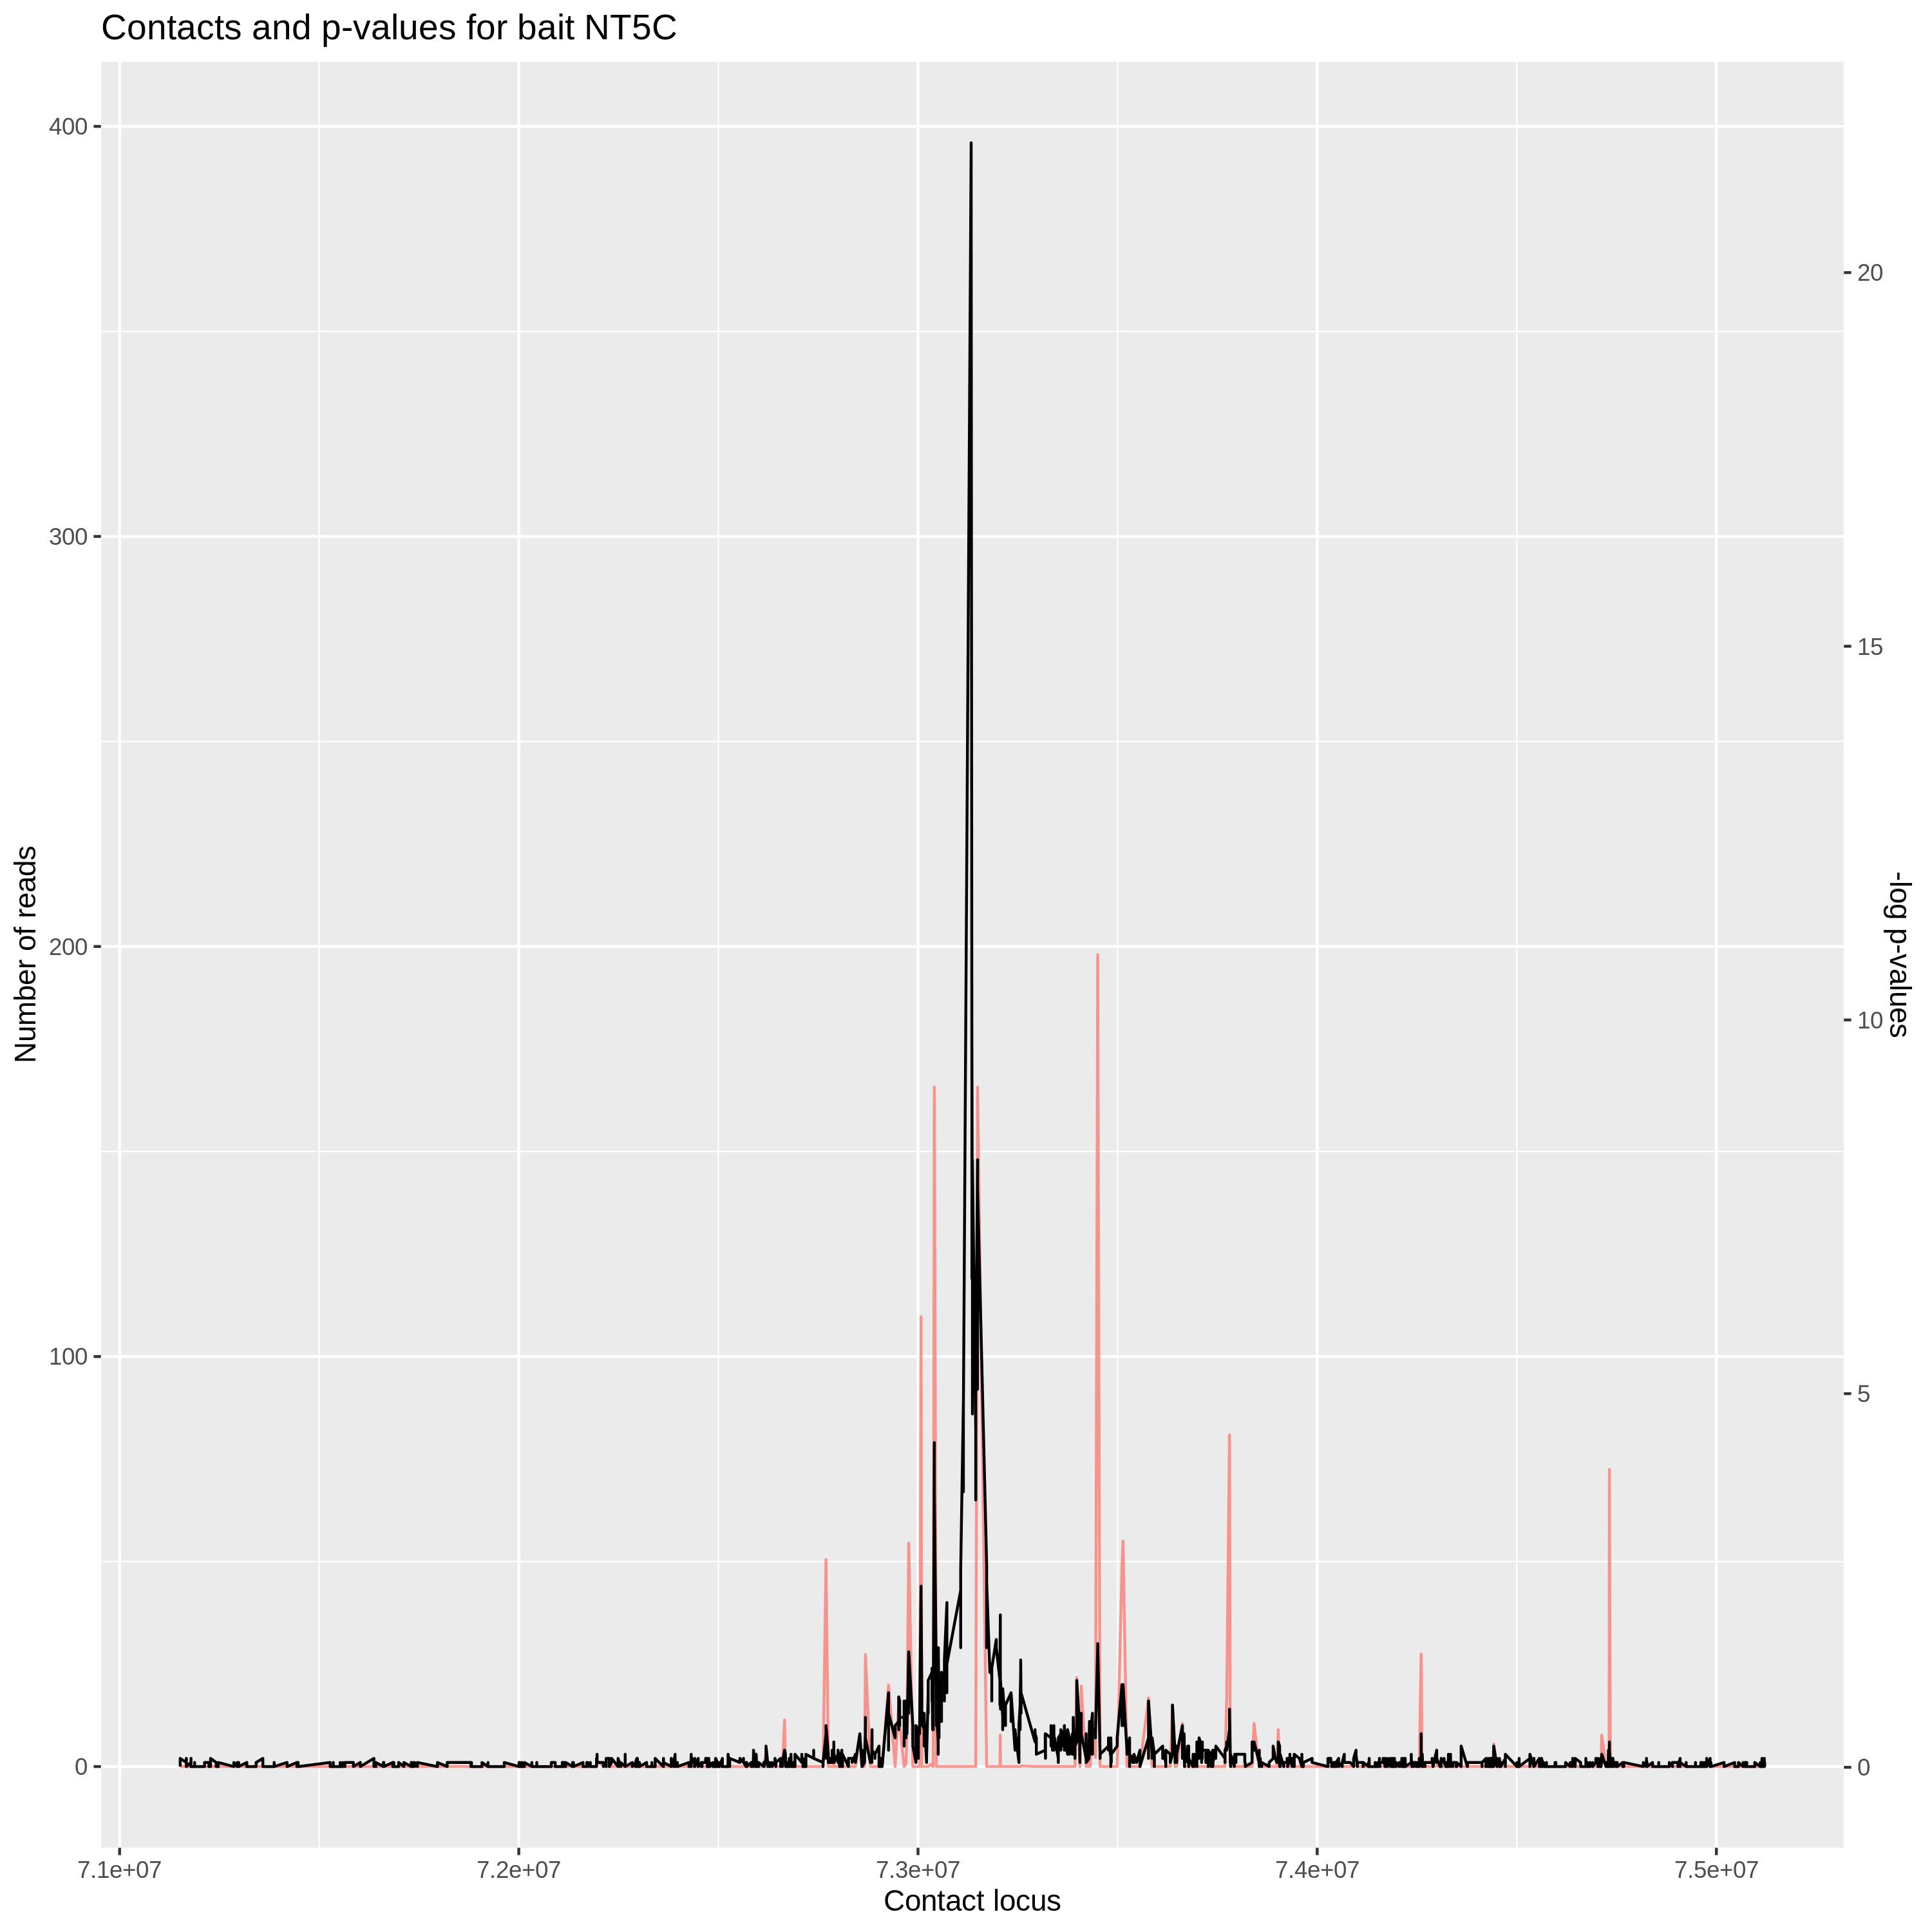 Contacts and p-values for bait NT5C
400
300
200
100
0
Number of reads
20
15
10
5
0
-log p-values
7.1e+07
7.2e+07
7.3e+07
7.4e+07
7.5e+07
Contact locus